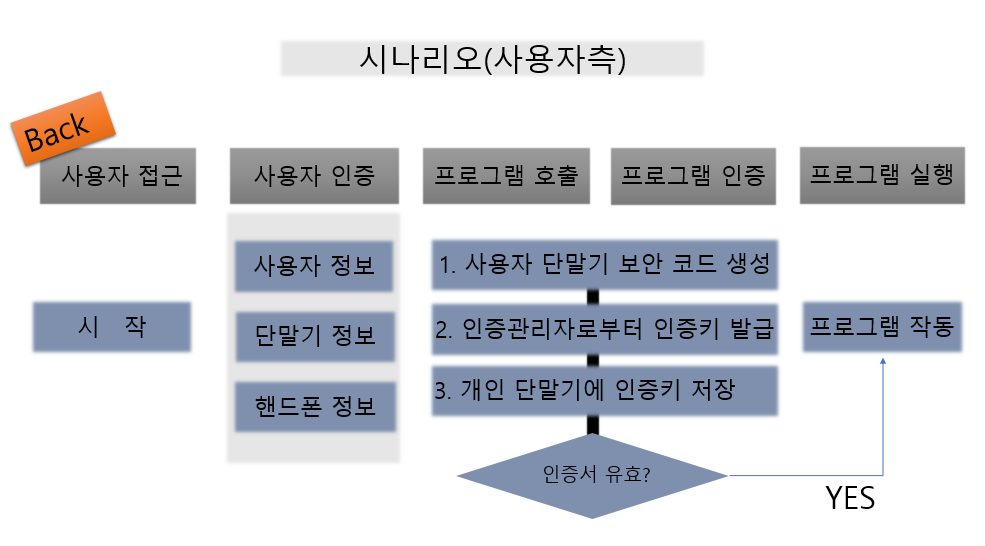 시나리오(사용자측)
Back
사용자 접근
사용자 인증
프로그램 호출
프로그램 인증
프로그램 실행
사용자 정보
1. 사용자 단말기 보안 코드 생성
시 작
단말기 정보
2. 인증관리자로부터 인증키 발급
프로그램 작동
핸드폰 정보
3. 개인 단말기에 인증키 저장
인증서 유효?
YES